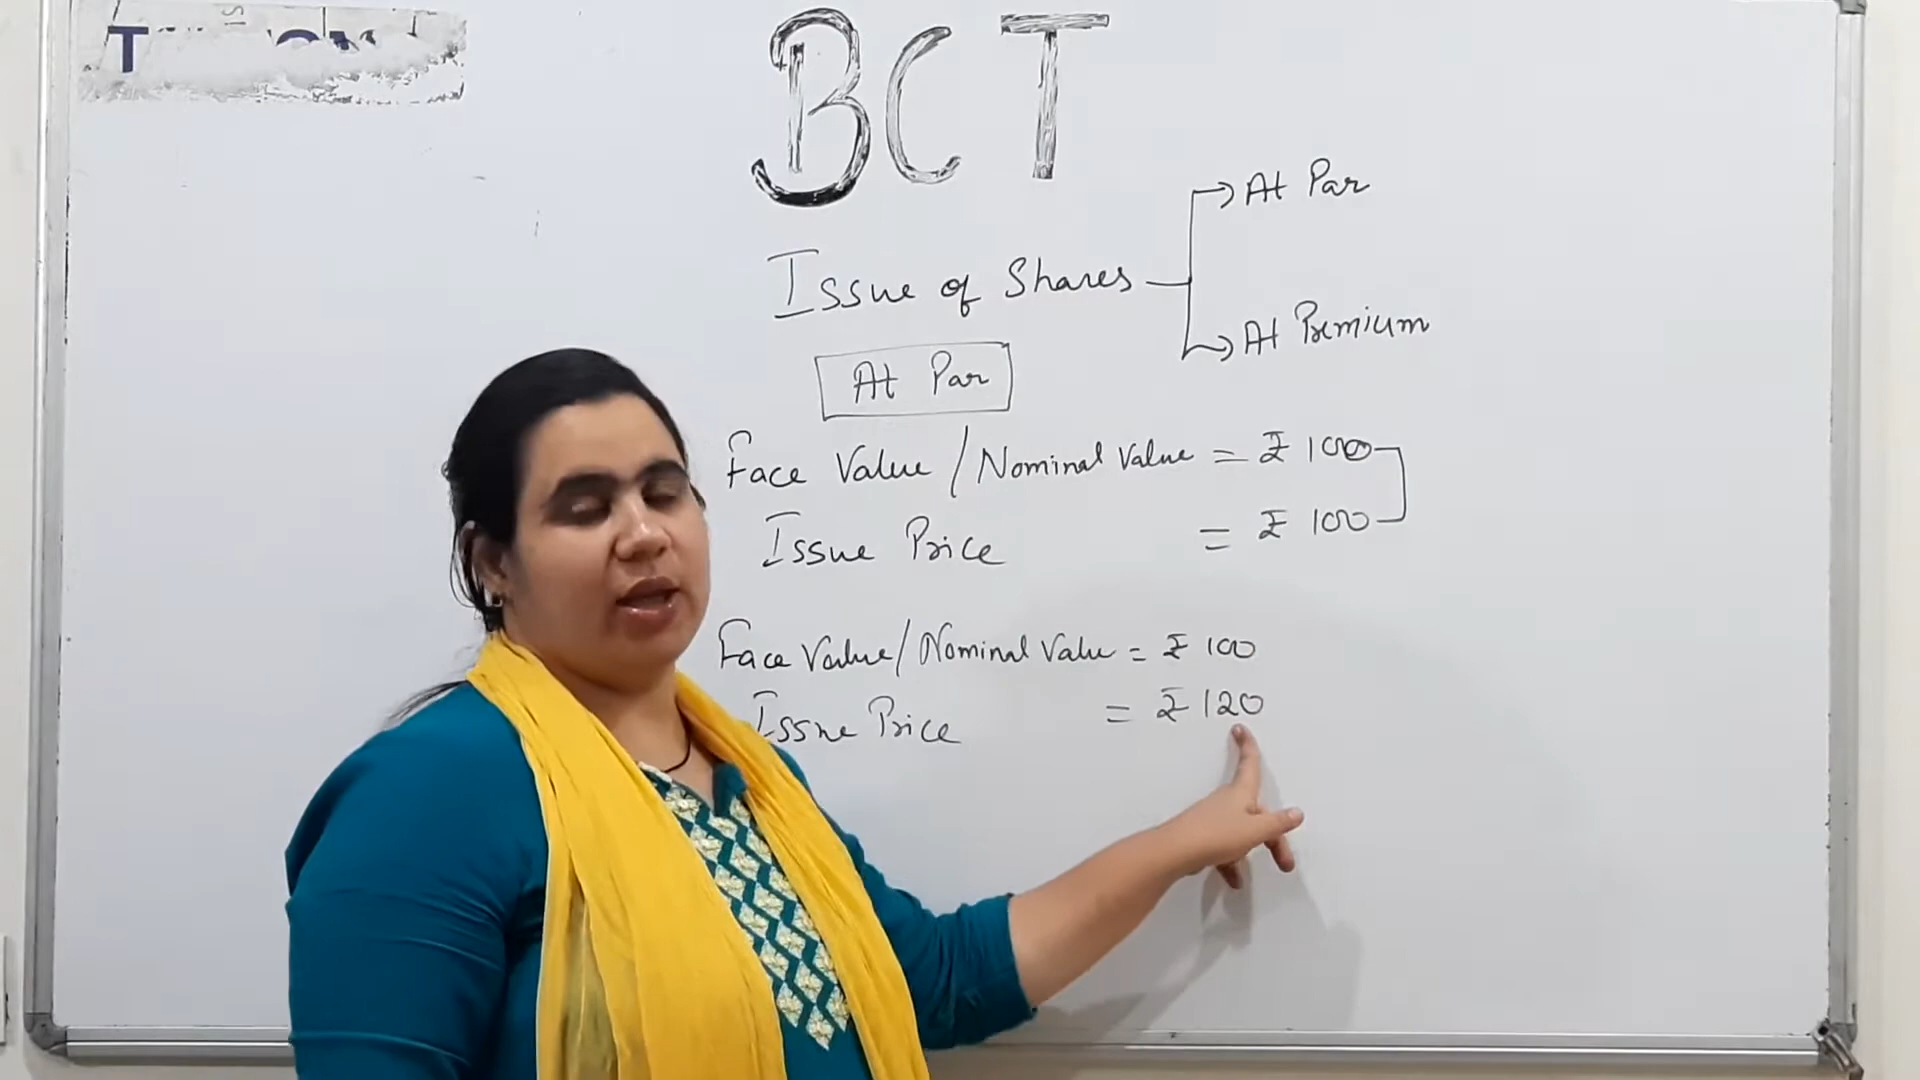 BCT
Issue of Shares → At Par
→ At Premium
At Par
Face Value / Nominal Value = ₹ 100
Issue Price = ₹ 100
Face Value / Nominal Value = ₹ 100
Issue Price = ₹ 120